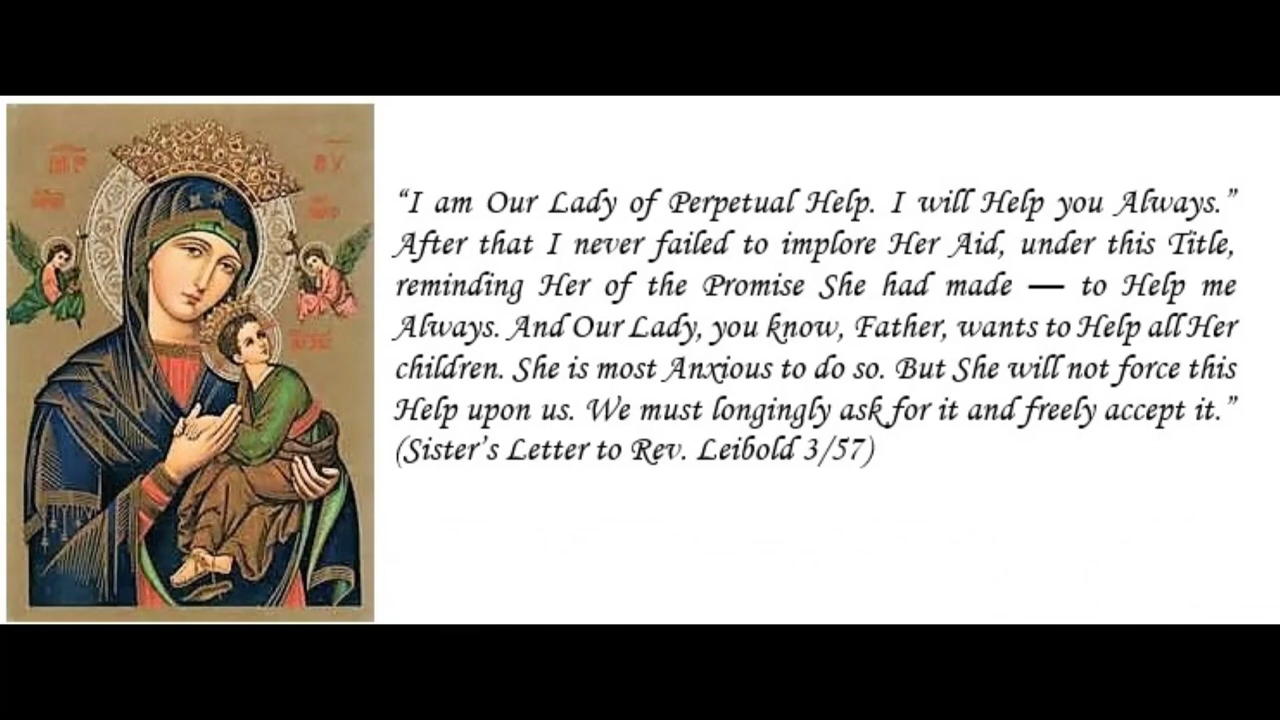 “I am Our Lady of Perpetual Help. I will Help you Always.”
After that I never failed to implore Her Aid, under this Title,
reminding Her of the Promise She had made — to Help me
Always. And Our Lady, you know, Father, wants to Help all Her
children. She is most Anxious to do so. But She will not force this
Help upon us. We must longingly ask for it and freely accept it.”
(Sister’s Letter to Rev. Leibold 3/57)